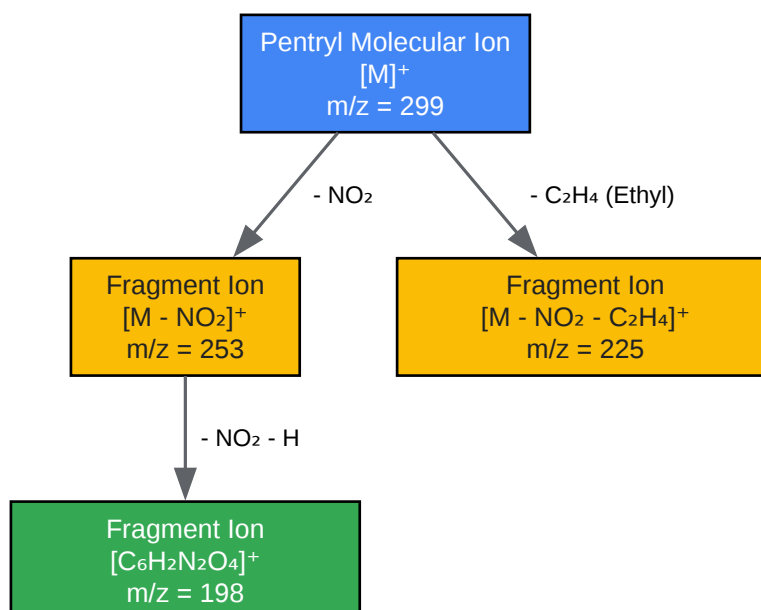 Pentryl Molecular Ion
[M]⁺
m/z = 299
- NO₂
- C₂H₄ (Ethyl)
Fragment Ion
[M - NO₂]⁺
m/z = 253
Fragment Ion
[M - NO₂ - C₂H₄]⁺
m/z = 225
- NO₂ - H
Fragment Ion
[C₆H₂N₂O₄]⁺
m/z = 198